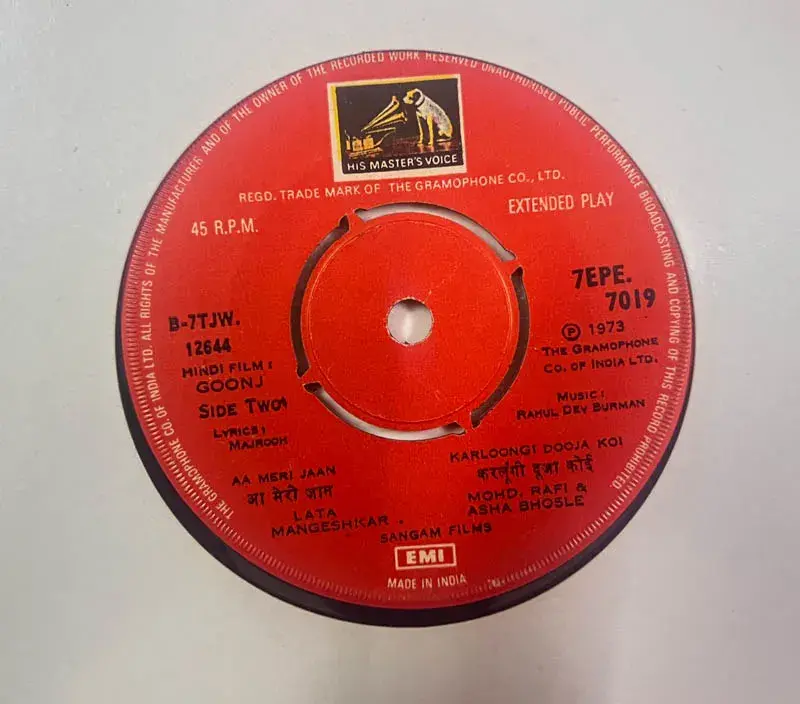 THE GRAMOPHONE CO. OF INDIA LTD. ALL RIGHTS OF THE MANUFACTURER AND OF THE OWNER OF THE RECORDED WORK RESERVED UNAUTHORISED PUBLIC PERFORMANCE BROADCASTING AND COPYING OF THIS RECORD PROHIBITED.
HIS MASTER'S VOICE
REGD. TRADE MARK OF THE GRAMOPHONE CO., LTD.
45 R.P.M.
EXTENDED PLAY
B-7TJW.
12644
7EPE.
7019
HINDI FILM :
GOONJ
SIDE TWO
Lyrics :
Majrooh
℗ 1973
The Gramophone
Co. of India Ltd.
Music :
Rahul Dev Burman
AA MERI JAAN
आ मेरी जान
LATA
MANGESHKAR .
KARLOONGI DOOJA KOI
करलूंगी दूजा कोई
MOHD. RAFI &
ASHA BHOSLE
SANGAM FILMS
EMI
MADE IN INDIA